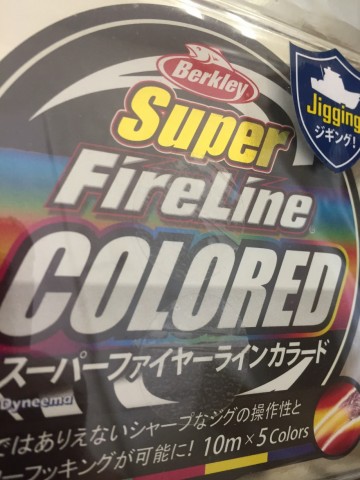 Berkley
Super
FireLine
COLORED
スーパーファイヤーラインカラード
Dyneema
ではありえないシャープなジグの操作性と
ーフッキングが可能に! 10m×5Colors
Jigging
ジギング!